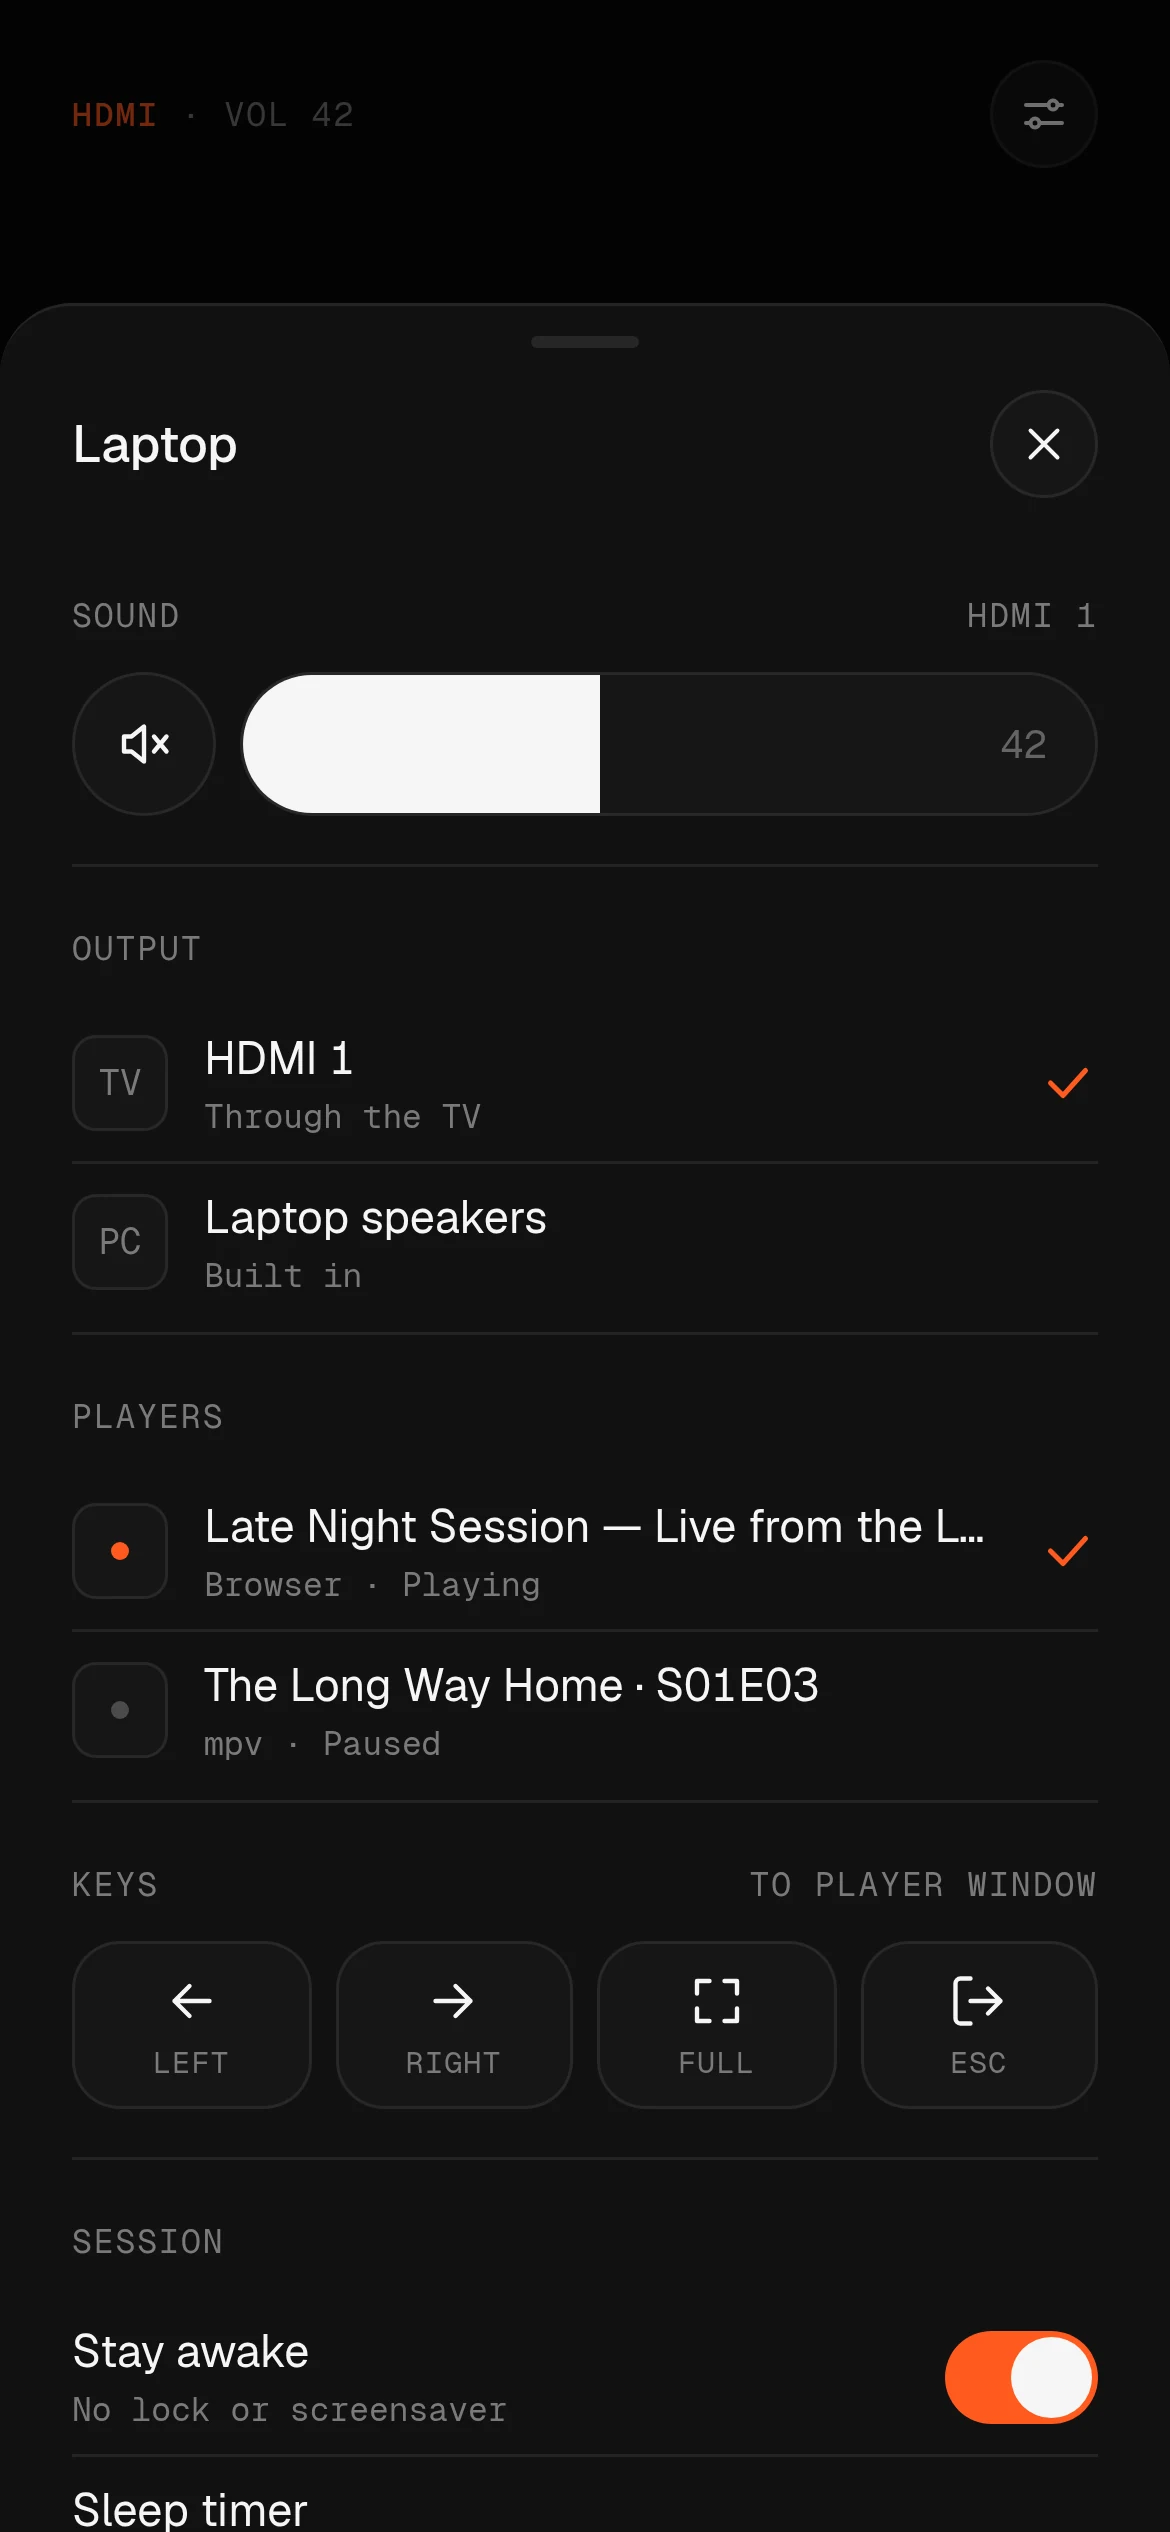 HDMI · VOL 42
Laptop
SOUND HDMI 1
42
OUTPUT
TV
HDMI 1
Through the TV
PC
Laptop speakers
Built in
PLAYERS
Late Night Session — Live from the L...
Browser · Playing
The Long Way Home · S01E03
mpv · Paused
KEYS TO PLAYER WINDOW
LEFT RIGHT FULL ESC
SESSION
Stay awake
No lock or screensaver
Sleep timer